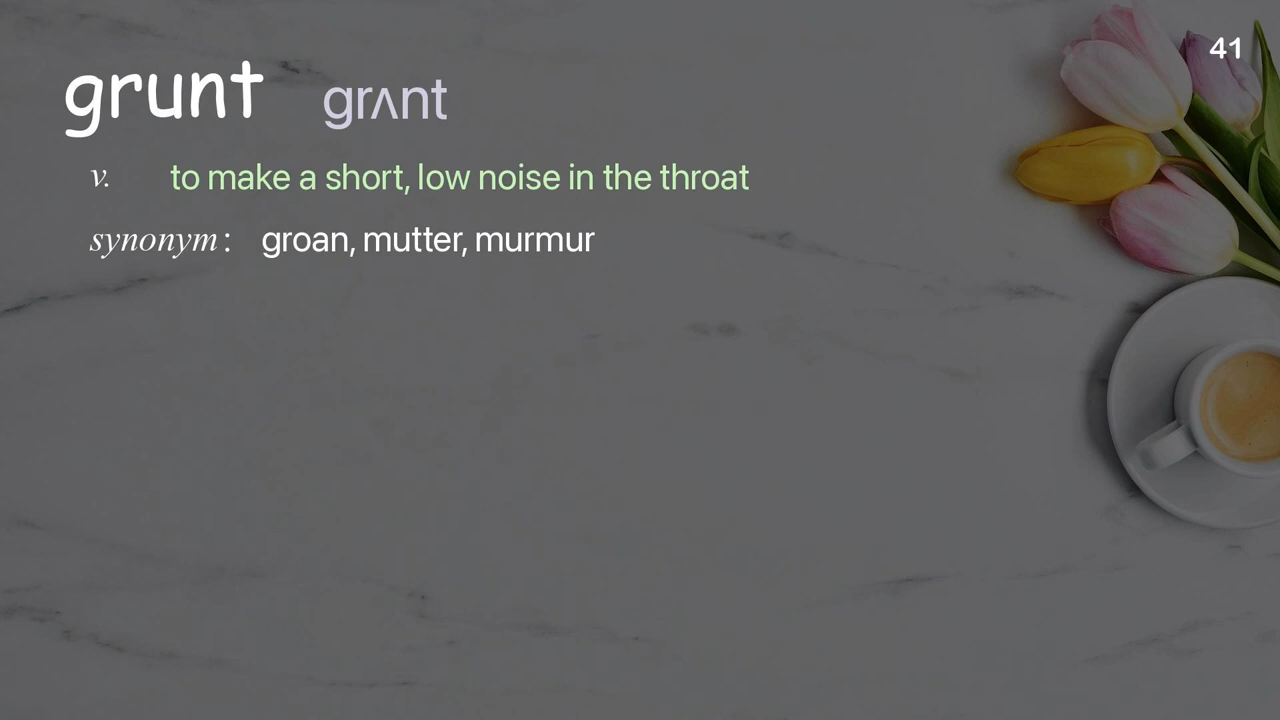 41
grunt grʌnt
v. to make a short, low noise in the throat
synonym : groan, mutter, murmur